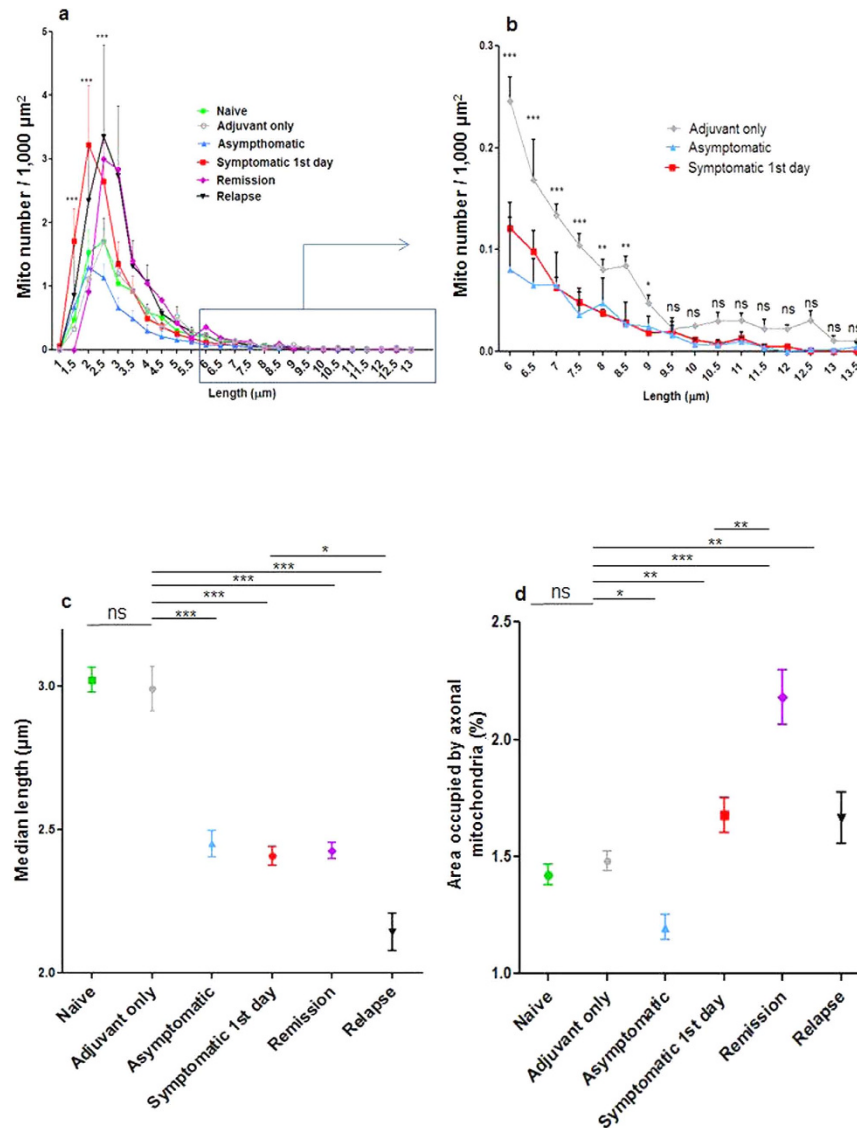 a
Mito number / 1,000 µm²
5
4
3
2
1
0
***
***
***
Naive
Adjuvant only
Asympthomatic
Symptomatic 1st day
Remission
Relapse
1 1.5 2 2.5 3 3.5 4 4.5 5 5.5 6 6.5 7 7.5 8 8.5 9 9.5 10 10.5 11 11.5 12 12.5 13
Length (µm)
b
Mito number / 1,000 µm²
0.3
0.2
0.1
0.0
*** *** *** *** ** ** * ns ns ns ns ns ns ns ns
Adjuvant only
Asymptomatic
Symptomatic 1st day
6 6.5 7 7.5 8 8.5 9 9.5 10 10.5 11 11.5 12 12.5 13 13.5
Length (µm)
c
*
***
***
***
ns ***
Median length (µm)
3.0
2.5
2.0
Naive
Adjuvant only
Asymptomatic
Symptomatic 1st day
Remission
Relapse
d
**
**
***
**
ns *
Area occupied by axonal
mitochondria (%)
2.5
2.0
1.5
1.0
Naive
Adjuvant only
Asymptomatic
Symptomatic 1st day
Remission
Relapse